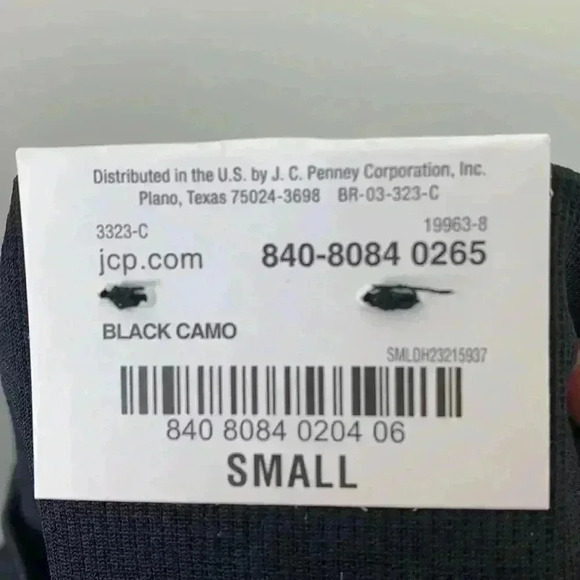 Distributed in the U.S. by J. C. Penney Corporation, Inc.
Plano, Texas 75024-3698 BR-03-323-C
3323-C 19963-8
jcp.com 840-8084 0265
BLACK CAMO
SMLDH23215937
840 8084 0204 06
SMALL